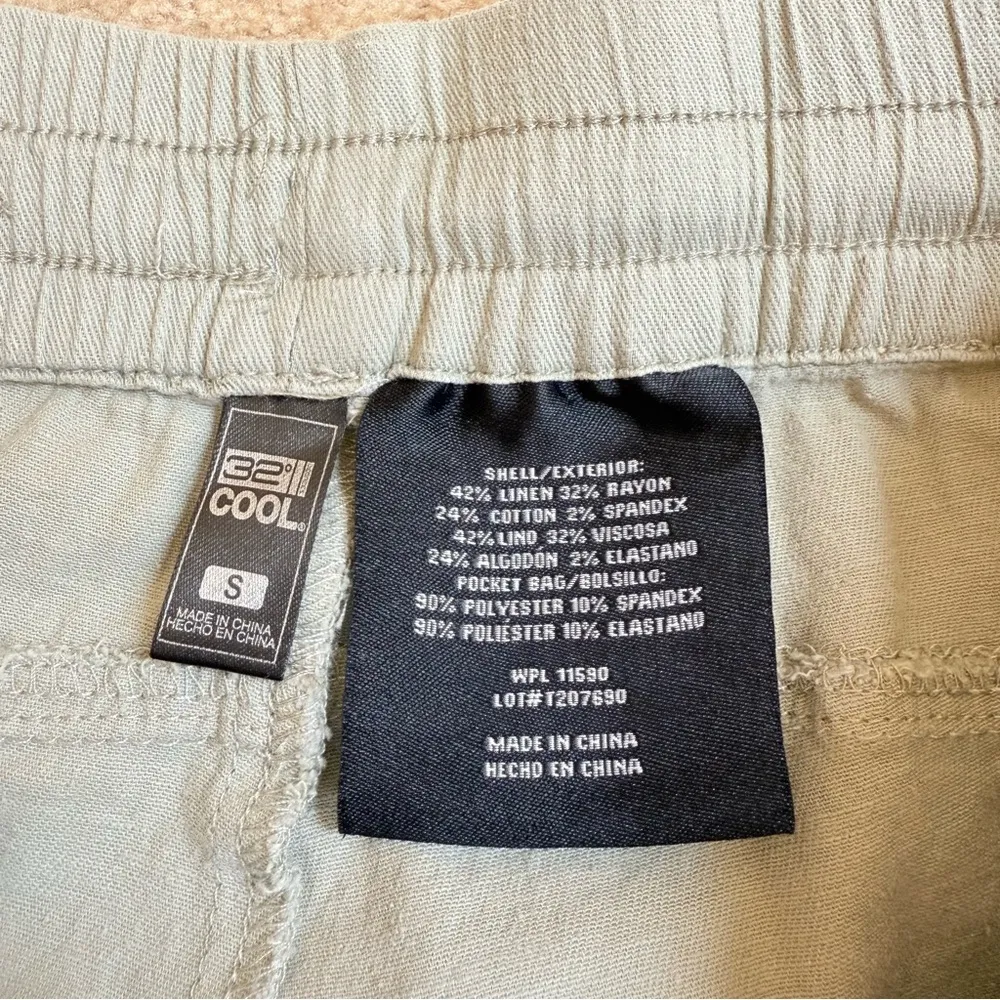 32°
COOL®
S
MADE IN CHINA
HECHO EN CHINA
SHELL/EXTERIOR:
42% LINEN 32% RAYON
24% COTTON 2% SPANDEX
42% LINO 32% VISCOSA
24% ALGODÓN 2% ELASTANO
POCKET BAG/BOLSILLO:
90% POLYESTER 10% SPANDEX
90% POLIÉSTER 10% ELASTANO
WPL 11590
LOT#T207690
MADE IN CHINA
HECHO EN CHINA